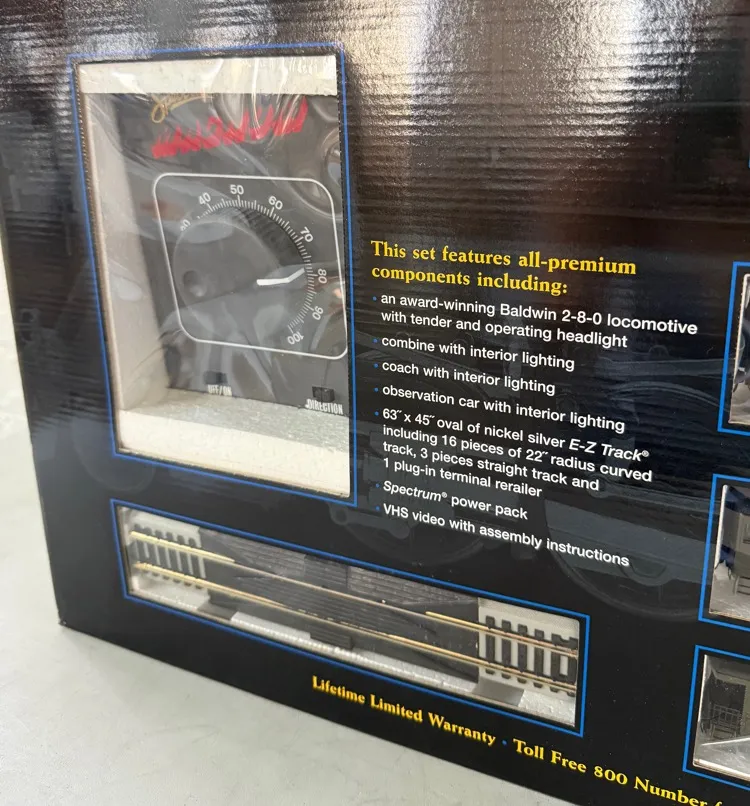 40
50
60
70
80
90
100
OFF/ON
DIRECTION
This set features all-premium
components including:
· an award-winning Baldwin 2-8-0 locomotive
with tender and operating headlight
· combine with interior lighting
· coach with interior lighting
· observation car with interior lighting
· 63″ x 45″ oval of nickel silver E-Z Track®
including 16 pieces of 22″ radius curved
track, 3 pieces straight track and
1 plug-in terminal rerailer
· Spectrum® power pack
· VHS video with assembly instructions
Lifetime Limited Warranty · Toll Free 800 Number